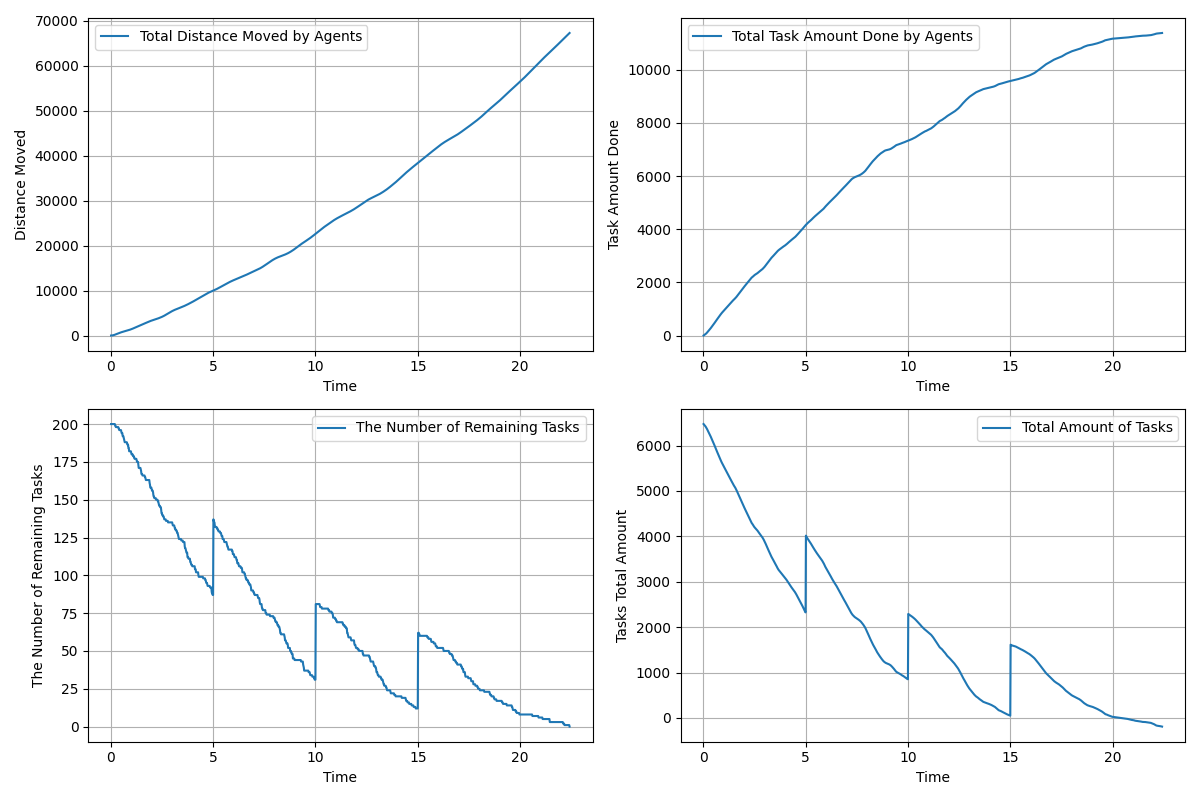 Total Distance Moved by Agents
Distance Moved
70000
60000
50000
40000
30000
20000
10000
0
0 5 10 15 20
Time
Total Task Amount Done by Agents
Task Amount Done
10000
8000
6000
4000
2000
0
0 5 10 15 20
Time
The Number of Remaining Tasks
The Number of Remaining Tasks
200
175
150
125
100
75
50
25
0
0 5 10 15 20
Time
Total Amount of Tasks
Tasks Total Amount
6000
5000
4000
3000
2000
1000
0
0 5 10 15 20
Time